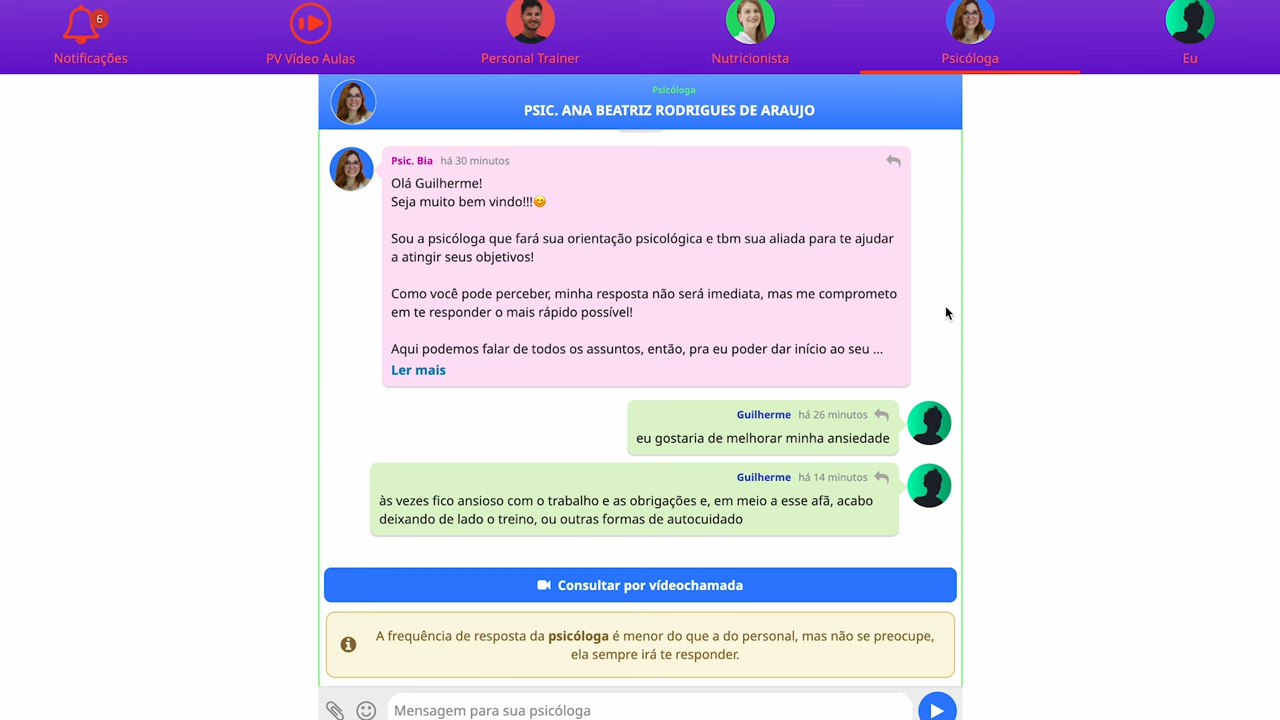 6
Notificações
PV Vídeo Aulas
Personal Trainer
Nutricionista
Psicóloga
Eu
Psicóloga
PSIC. ANA BEATRIZ RODRIGUES DE ARAUJO
Psic. Bia há 30 minutos
Olá Guilherme!
Seja muito bem vindo!!!😊
Sou a psicóloga que fará sua orientação psicológica e tbm sua aliada para te ajudar
a atingir seus objetivos!
Como você pode perceber, minha resposta não será imediata, mas me comprometo
em te responder o mais rápido possível!
Aqui podemos falar de todos os assuntos, então, pra eu poder dar início ao seu ...
Ler mais
Guilherme há 26 minutos
eu gostaria de melhorar minha ansiedade
Guilherme há 14 minutos
às vezes fico ansioso com o trabalho e as obrigações e, em meio a esse afã, acabo
deixando de lado o treino, ou outras formas de autocuidado
Consultar por vídeochamada
A frequência de resposta da psicóloga é menor do que a do personal, mas não se preocupe,
ela sempre irá te responder.
Mensagem para sua psicóloga